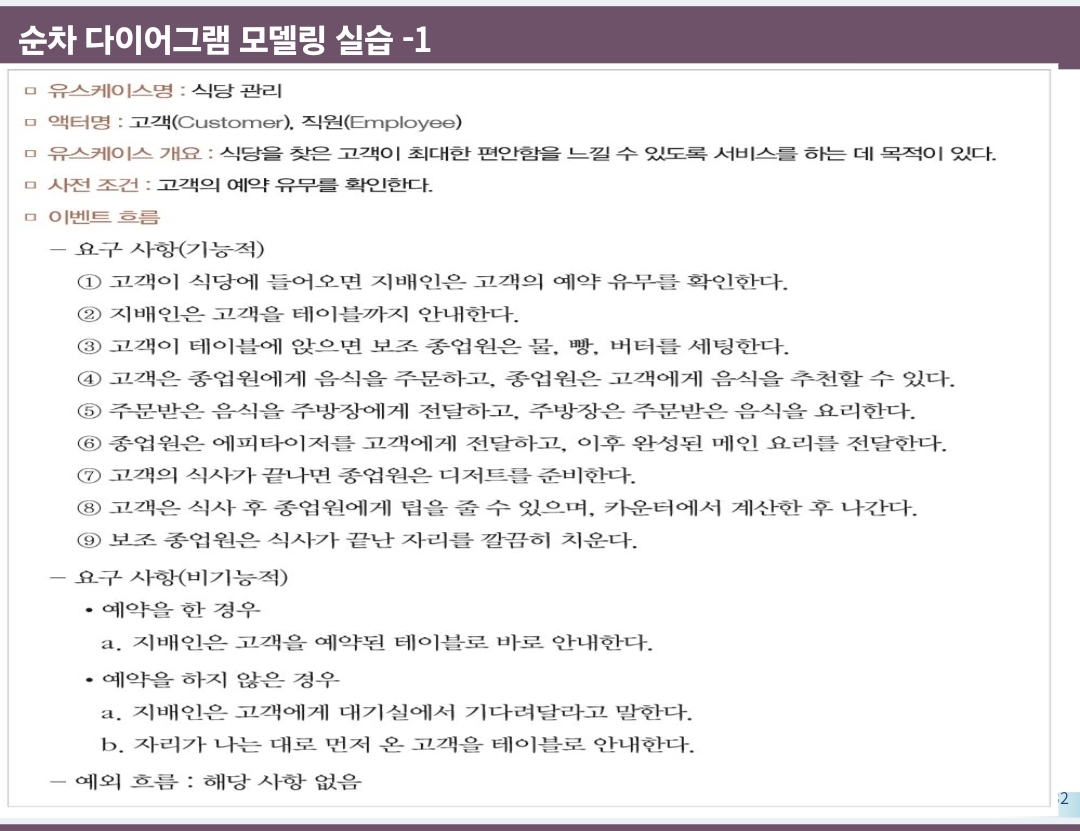 순차 다이어그램 모델링 실습 -1
▫ 유스케이스명 : 식당 관리
▫ 액터명 : 고객(Customer), 직원(Employee)
▫ 유스케이스 개요 : 식당을 찾은 고객이 최대한 편안함을 느낄 수 있도록 서비스를 하는 데 목적이 있다.
▫ 사전 조건 : 고객의 예약 유무를 확인한다.
▫ 이벤트 흐름
– 요구 사항(기능적)
① 고객이 식당에 들어오면 지배인은 고객의 예약 유무를 확인한다.
② 지배인은 고객을 테이블까지 안내한다.
③ 고객이 테이블에 앉으면 보조 종업원은 물, 빵, 버터를 세팅한다.
④ 고객은 종업원에게 음식을 주문하고, 종업원은 고객에게 음식을 추천할 수 있다.
⑤ 주문받은 음식을 주방장에게 전달하고, 주방장은 주문받은 음식을 요리한다.
⑥ 종업원은 에피타이저를 고객에게 전달하고, 이후 완성된 메인 요리를 전달한다.
⑦ 고객의 식사가 끝나면 종업원은 디저트를 준비한다.
⑧ 고객은 식사 후 종업원에게 팁을 줄 수 있으며, 카운터에서 계산한 후 나간다.
⑨ 보조 종업원은 식사가 끝난 자리를 깔끔히 치운다.
– 요구 사항(비기능적)
• 예약을 한 경우
a. 지배인은 고객을 예약된 테이블로 바로 안내한다.
• 예약을 하지 않은 경우
a. 지배인은 고객에게 대기실에서 기다려달라고 말한다.
b. 자리가 나는 대로 먼저 온 고객을 테이블로 안내한다.
– 예외 흐름 : 해당 사항 없음